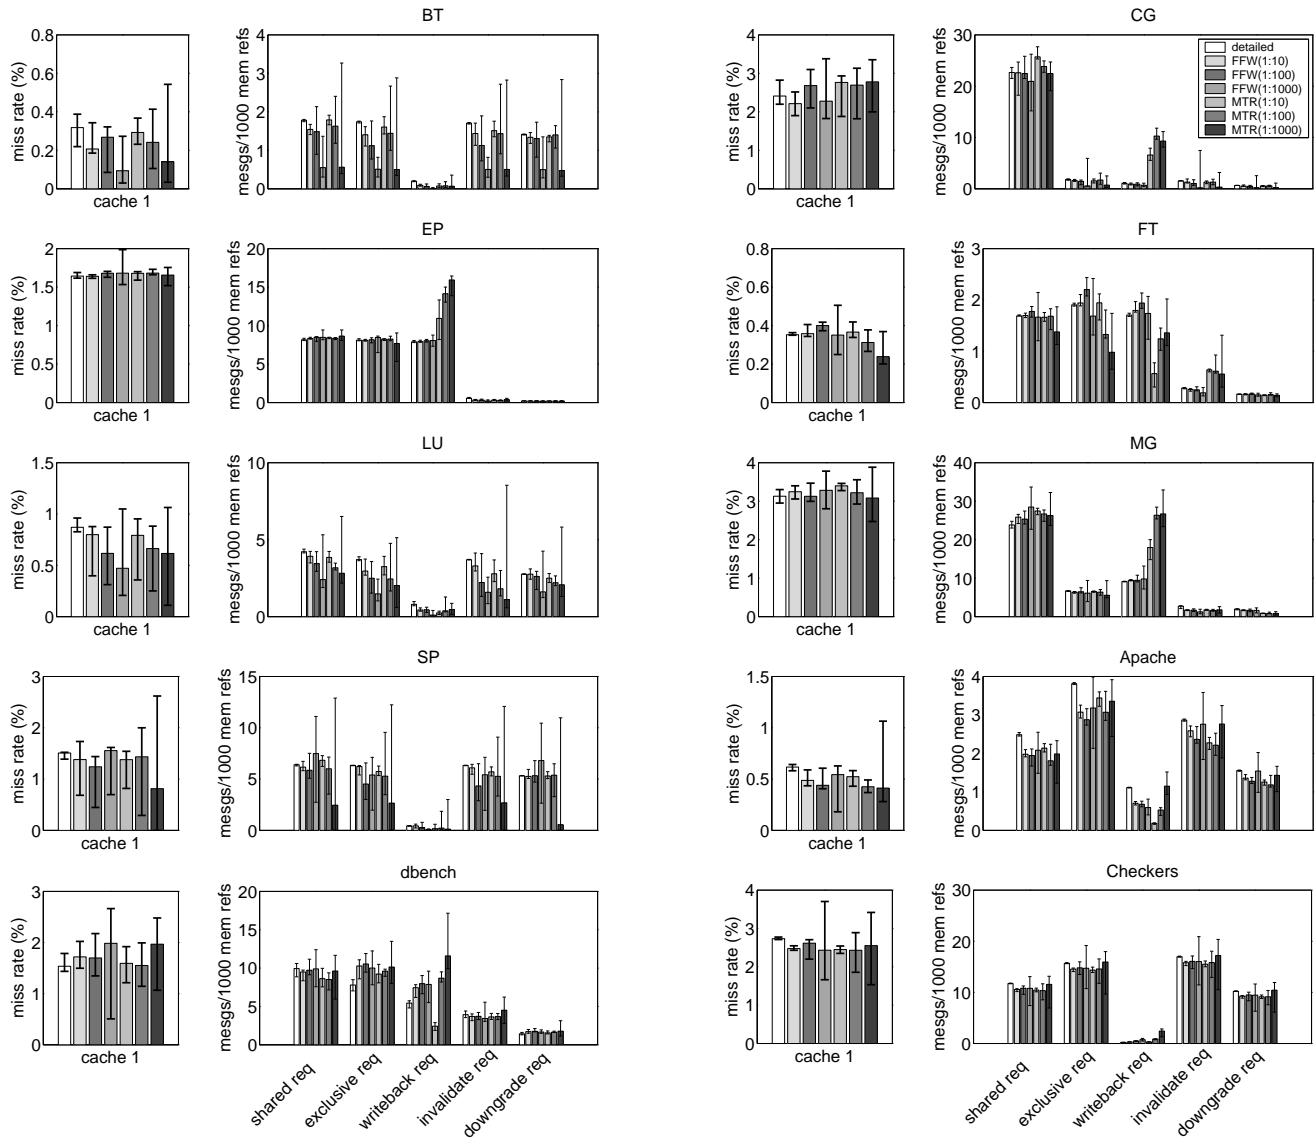 BT
miss rate (%)
0.8
0.6
0.4
0.2
0
cache 1
mesgs/1000 mem refs
4
3
2
1
0
CG
miss rate (%)
4
3
2
1
0
cache 1
mesgs/1000 mem refs
30
20
10
0
detailed
FFW(1:10)
FFW(1:100)
FFW(1:1000)
MTR(1:10)
MTR(1:100)
MTR(1:1000)
EP
miss rate (%)
2
1.5
1
0.5
0
cache 1
mesgs/1000 mem refs
20
15
10
5
0
FT
miss rate (%)
0.8
0.6
0.4
0.2
0
cache 1
mesgs/1000 mem refs
3
2
1
0
LU
miss rate (%)
1.5
1
0.5
0
cache 1
mesgs/1000 mem refs
10
5
0
MG
miss rate (%)
4
3
2
1
0
cache 1
mesgs/1000 mem refs
40
30
20
10
0
SP
miss rate (%)
3
2
1
0
cache 1
mesgs/1000 mem refs
15
10
5
0
Apache
miss rate (%)
1.5
1
0.5
0
cache 1
mesgs/1000 mem refs
4
3
2
1
0
dbench
miss rate (%)
3
2
1
0
cache 1
mesgs/1000 mem refs
20
15
10
5
0
shared req
exclusive req
writeback req
invalidate req
downgrade req
Checkers
miss rate (%)
4
3
2
1
0
cache 1
mesgs/1000 mem refs
30
20
10
0
shared req
exclusive req
writeback req
invalidate req
downgrade req